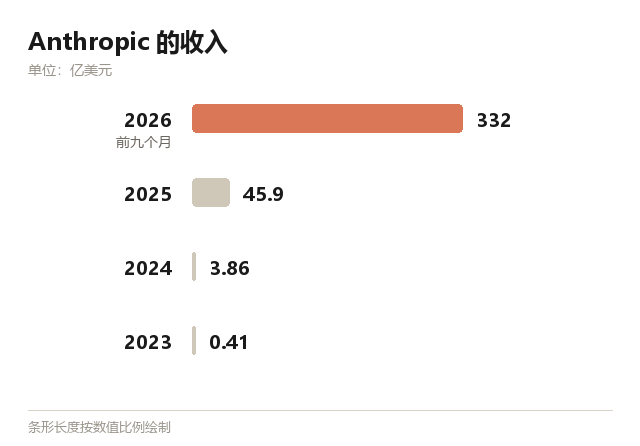 Anthropic 的收入
单位：亿美元
2026 332
前九个月
2025 45.9
2024 3.86
2023 0.41
条形长度按数值比例绘制